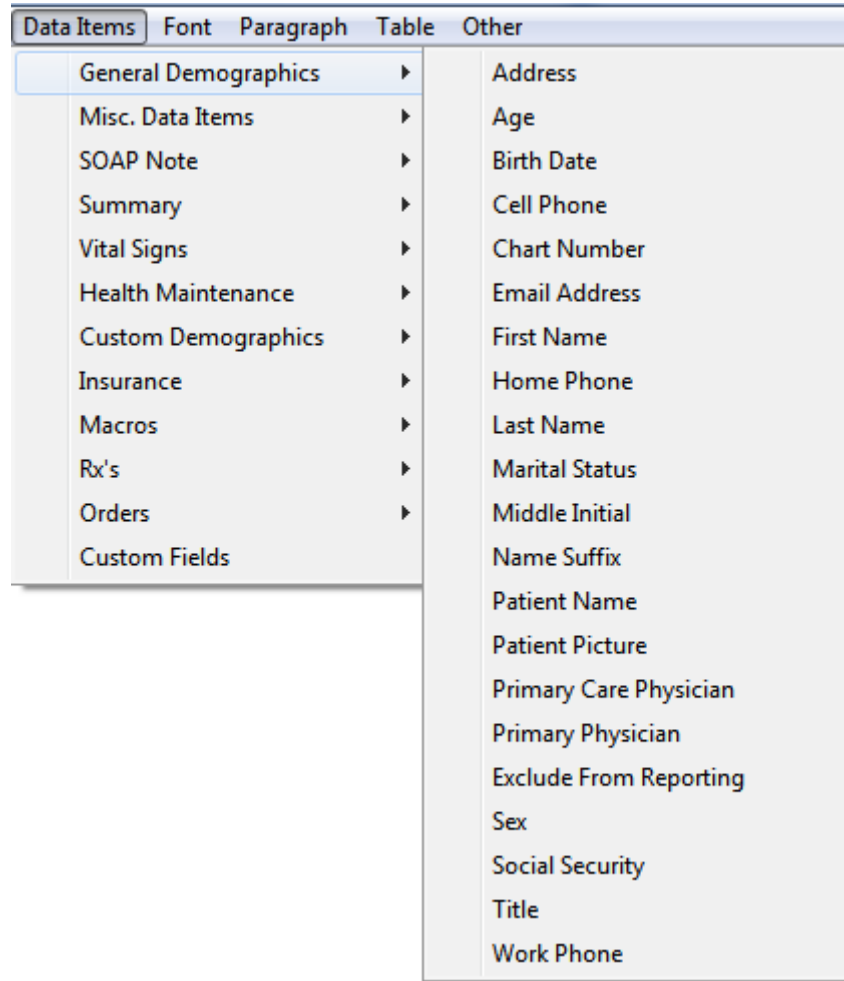 Data Items Font Paragraph Table Other
General Demographics
Misc. Data Items
SOAP Note
Summary
Vital Signs
Health Maintenance
Custom Demographics
Insurance
Macros
Rx's
Orders
Custom Fields
Address
Age
Birth Date
Cell Phone
Chart Number
Email Address
First Name
Home Phone
Last Name
Marital Status
Middle Initial
Name Suffix
Patient Name
Patient Picture
Primary Care Physician
Primary Physician
Exclude From Reporting
Sex
Social Security
Title
Work Phone